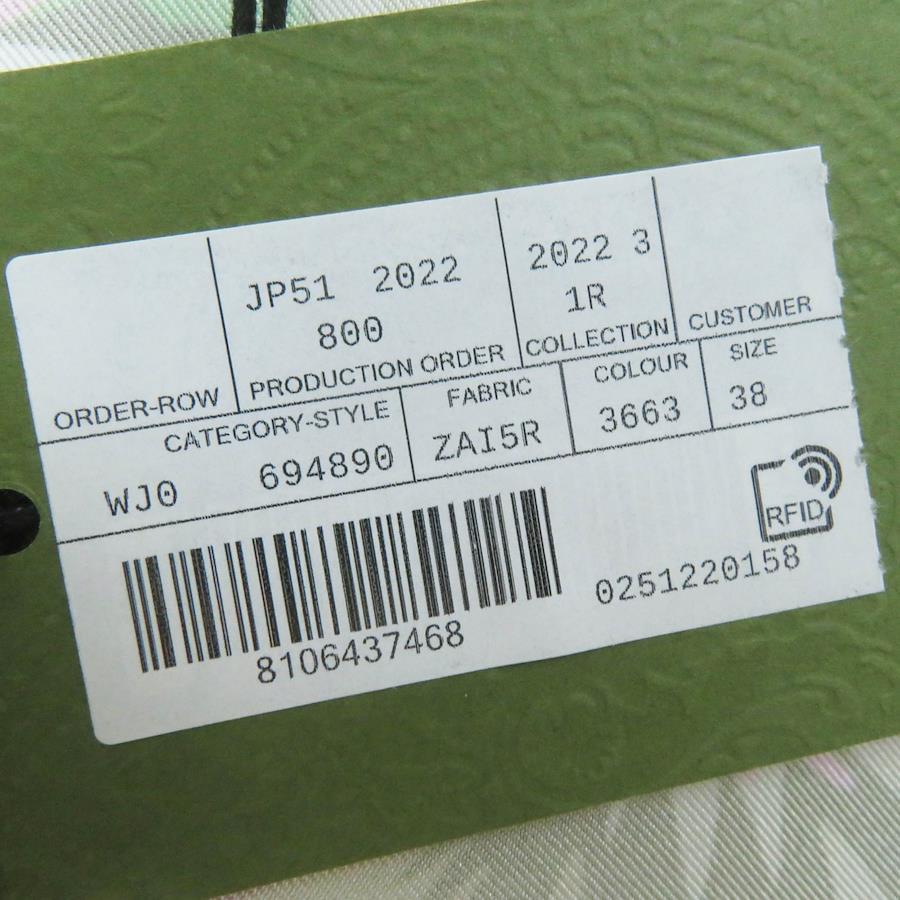 JP51 2022
800
2022 3
1R
ORDER-ROW
PRODUCTION ORDER
COLLECTION
CUSTOMER
CATEGORY-STYLE
FABRIC
COLOUR
SIZE
WJ0 694890
ZAI5R
3663
38
RFID
8106437468
0251220158